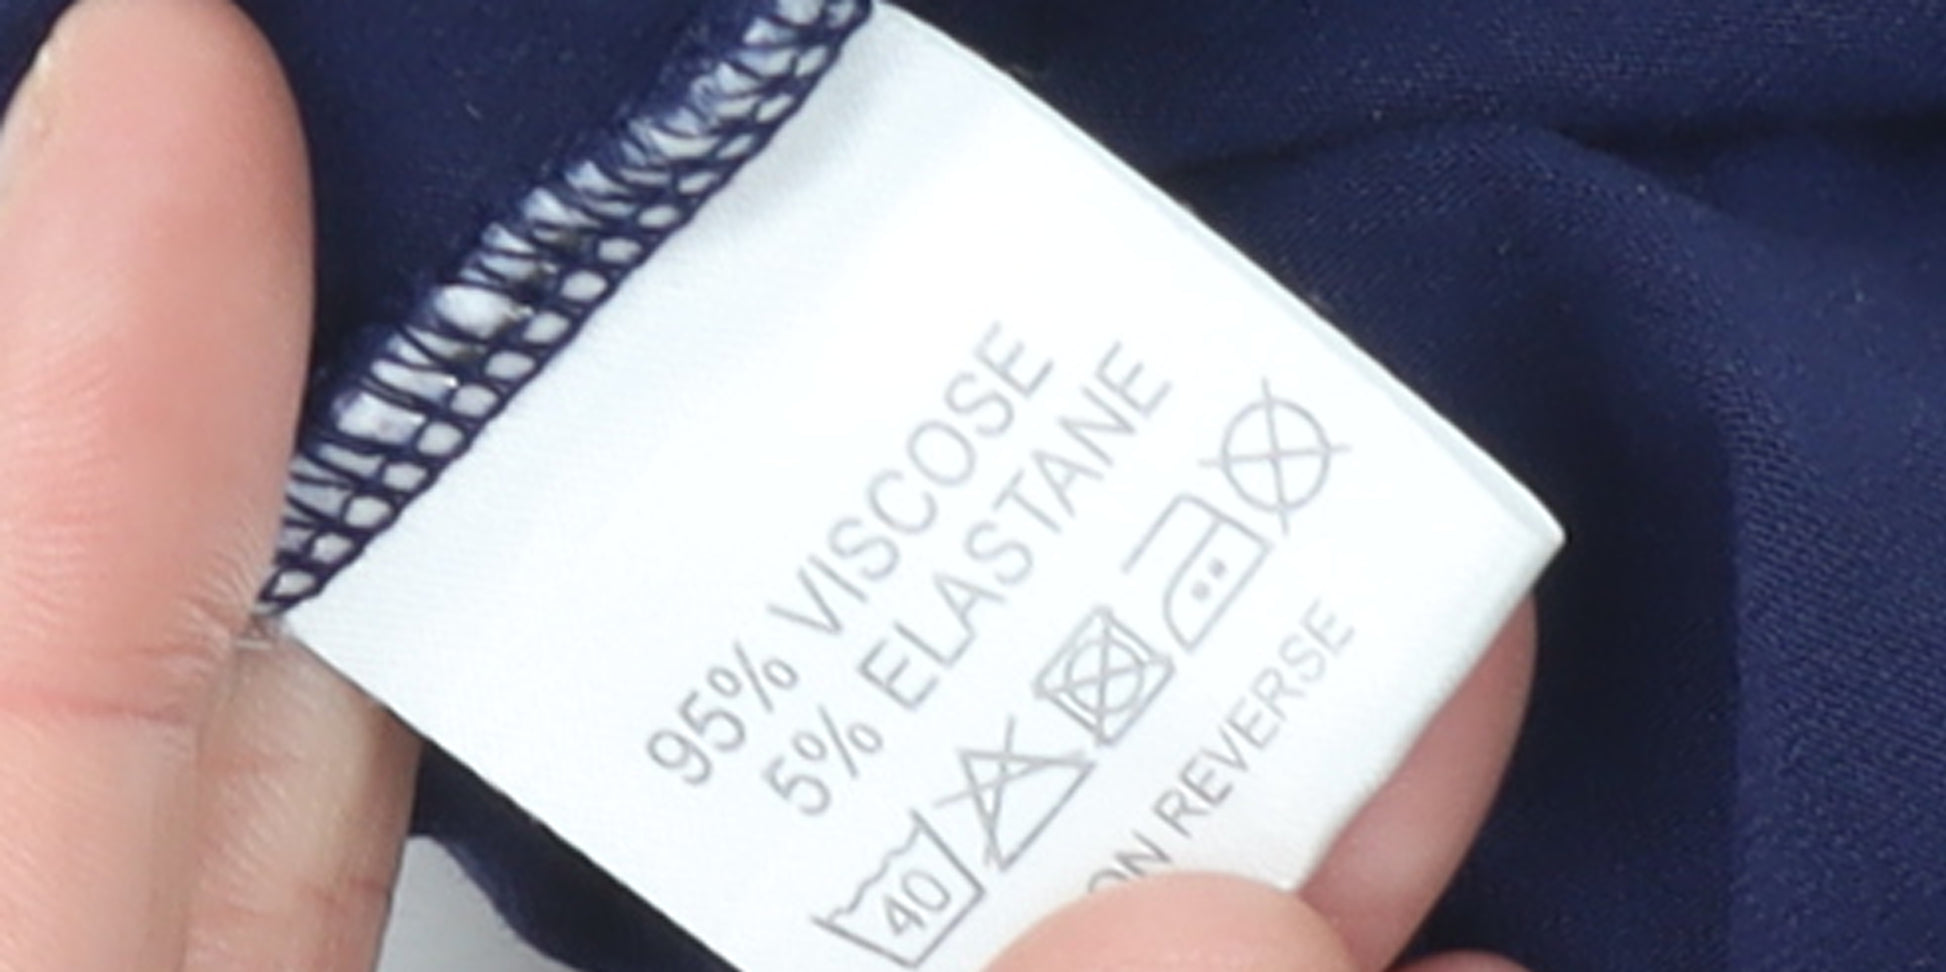 95% VISCOSE
5% ELASTANE
40
ON REVERSE